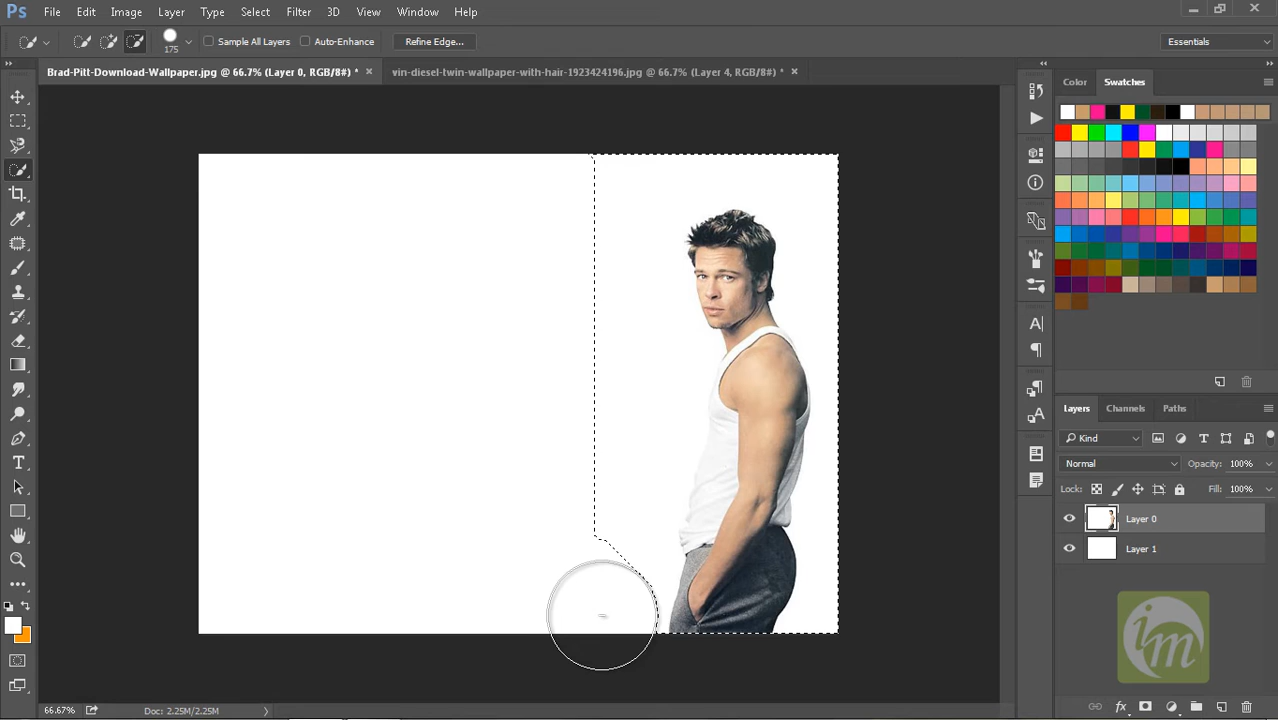 Ps File Edit Image Layer Type Select Filter 3D View Window Help
175 Sample All Layers Auto-Enhance Refine Edge... Essentials
Brad-Pitt-Download-Wallpaper.jpg @ 66.7% (Layer 0, RGB/8#) * vin-diesel-twin-wallpaper-with-hair-1923424196.jpg @ 66.7% (Layer 4, RGB/8#) *
Color Swatches
Layers Channels Paths
Kind
Normal Opacity: 100%
Lock: Fill: 100%
Layer 0
Layer 1
im
66.67% Doc: 2.25M/2.25M